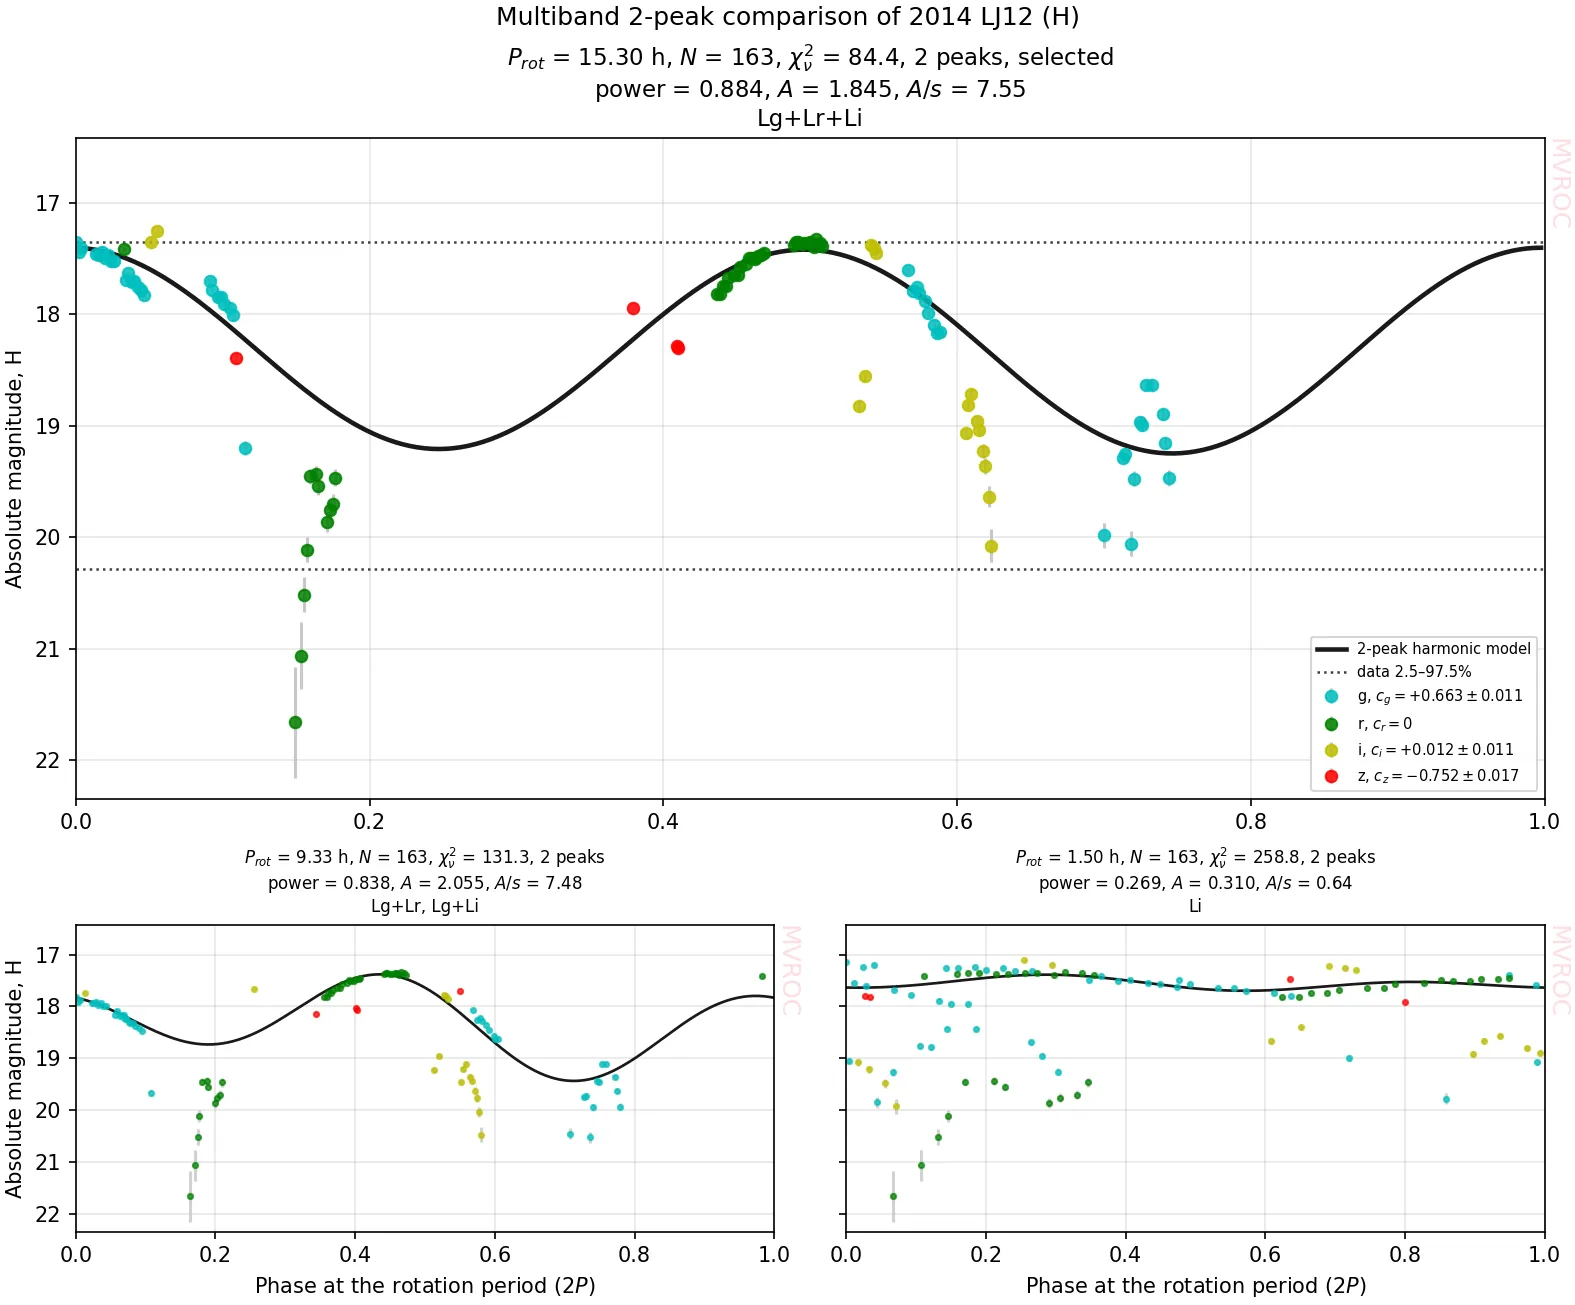 Multiband 2-peak comparison of 2014 LJ12 (H)
P_rot = 15.30 h, N = 163, χ²_ν = 84.4, 2 peaks, selected
power = 0.884, A = 1.845, A/s = 7.55
Lg+Lr+Li
MVROC
Absolute magnitude, H
17
18
19
20
21
22
2-peak harmonic model
data 2.5–97.5%
g, c_g = +0.663 ± 0.011
r, c_r = 0
i, c_i = +0.012 ± 0.011
z, c_z = −0.752 ± 0.017
0.0 0.2 0.4 0.6 0.8 1.0
P_rot = 9.33 h, N = 163, χ²_ν = 131.3, 2 peaks
power = 0.838, A = 2.055, A/s = 7.48
Lg+Lr, Lg+Li
MVROC
Absolute magnitude, H
17
18
19
20
21
22
0.0 0.2 0.4 0.6 0.8 1.0
Phase at the rotation period (2P)
P_rot = 1.50 h, N = 163, χ²_ν = 258.8, 2 peaks
power = 0.269, A = 0.310, A/s = 0.64
Li
MVROC
0.0 0.2 0.4 0.6 0.8 1.0
Phase at the rotation period (2P)